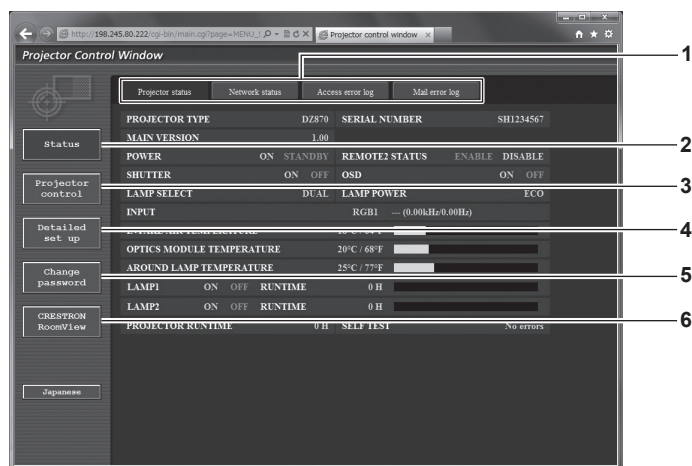 http://198.245.80.222/cgi-bin/main.cgi?page=MENU_ Projector control window
Projector Control Window
1
Projector status Network status Access error log Mail error log
PROJECTOR TYPE DZ870 SERIAL NUMBER SH1234567
MAIN VERSION 1.00
Status 2
POWER ON STANDBY REMOTE2 STATUS ENABLE DISABLE
SHUTTER ON OFF OSD ON OFF
Projector control 3
LAMP SELECT DUAL LAMP POWER ECO
INPUT RGB1 --- (0.00kHz/0.00Hz)
Detailed set up 4
INTAKE AIR TEMPERATURE
OPTICS MODULE TEMPERATURE 20°C / 68°F
AROUND LAMP TEMPERATURE 25°C / 77°F
Change password 5
LAMP1 ON OFF RUNTIME 0 H
LAMP2 ON OFF RUNTIME 0 H
CRESTRON RoomView 6
PROJECTOR RUNTIME 0 H SELF TEST No errors
Japanese